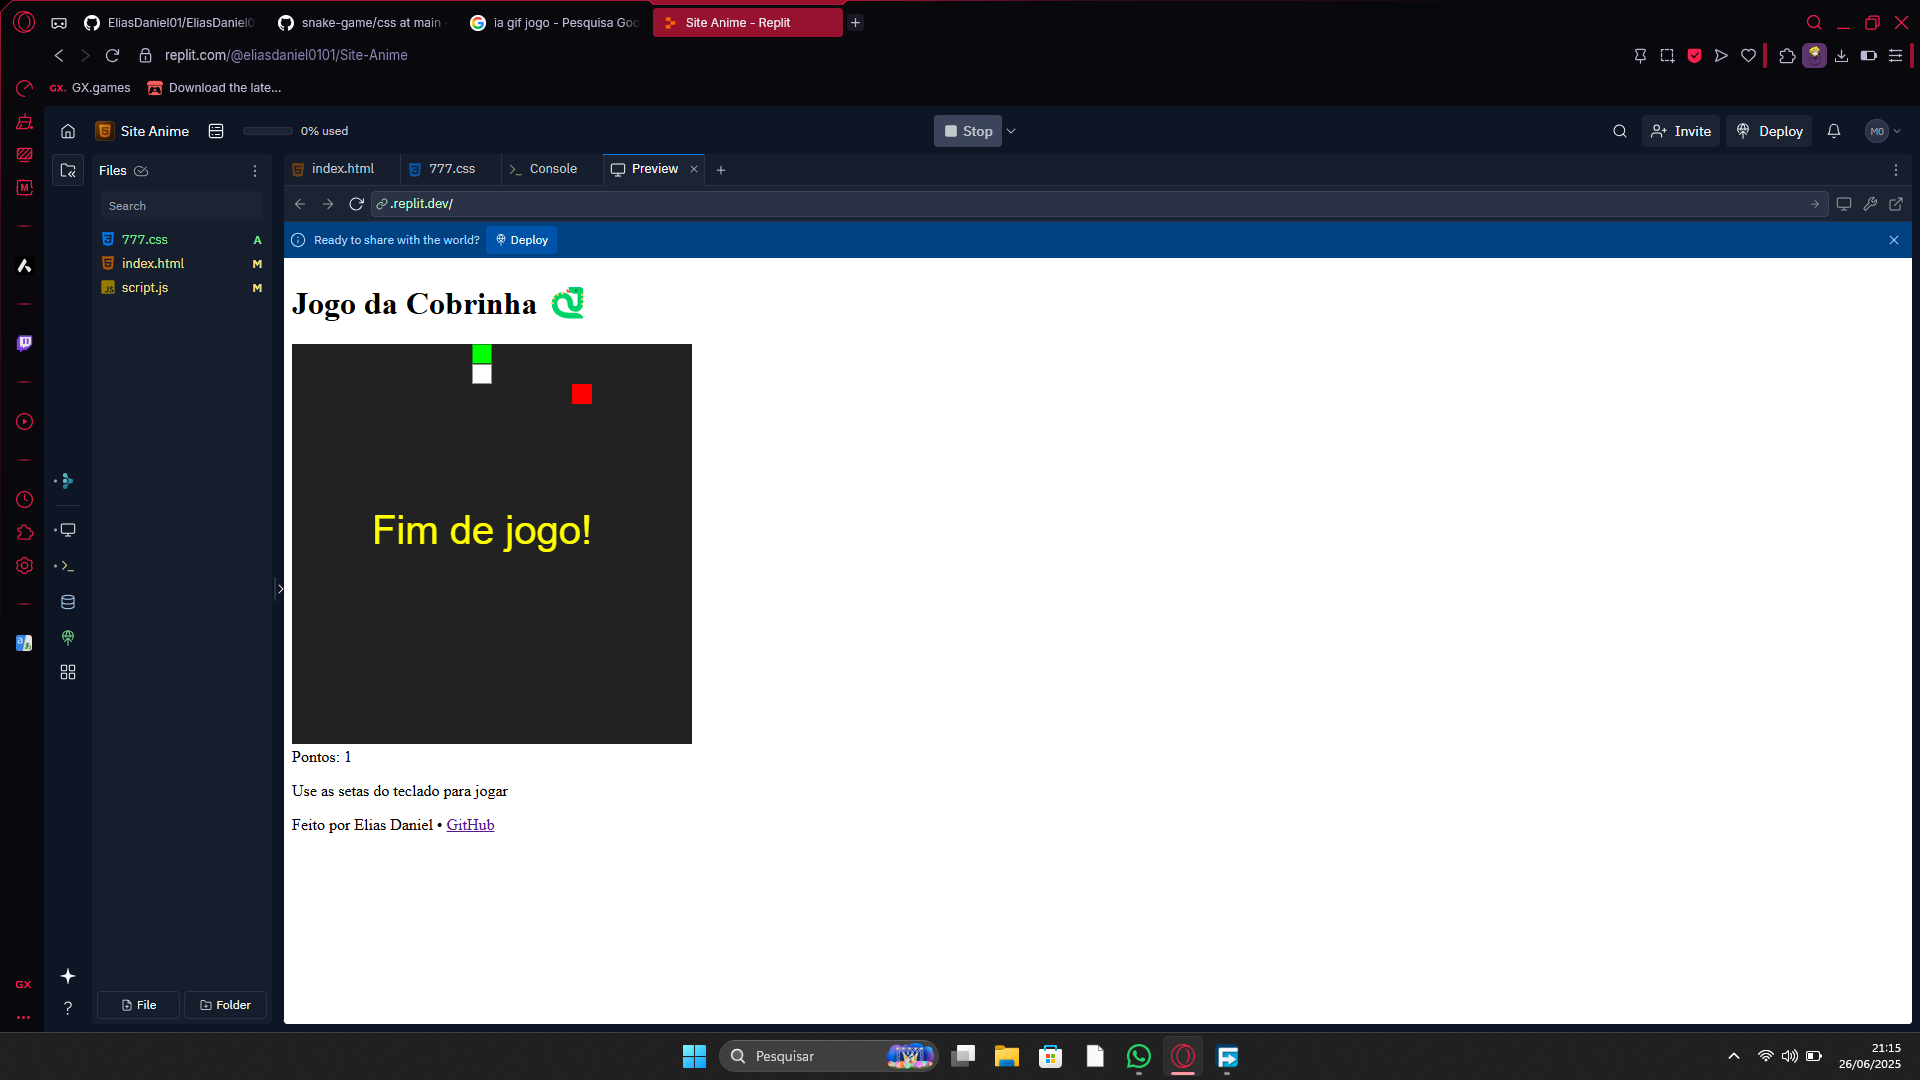 EliasDaniel01/EliasDaniel0
snake-game/css at main
ia gif jogo - Pesquisa Goo
Site Anime - Replit
replit.com/@eliasdaniel0101/Site-Anime
GX. GX.games
Download the late...
Site Anime
0% used
Stop
Invite
Deploy
MO
Files
index.html
777.css
Console
Preview
Search
.replit.dev/
777.css A
index.html M
script.js M
Ready to share with the world?
Deploy
Jogo da Cobrinha
Fim de jogo!
Pontos: 1
Use as setas do teclado para jogar
Feito por Elias Daniel • GitHub
GX
File
Folder
Pesquisar
21:15
26/06/2025